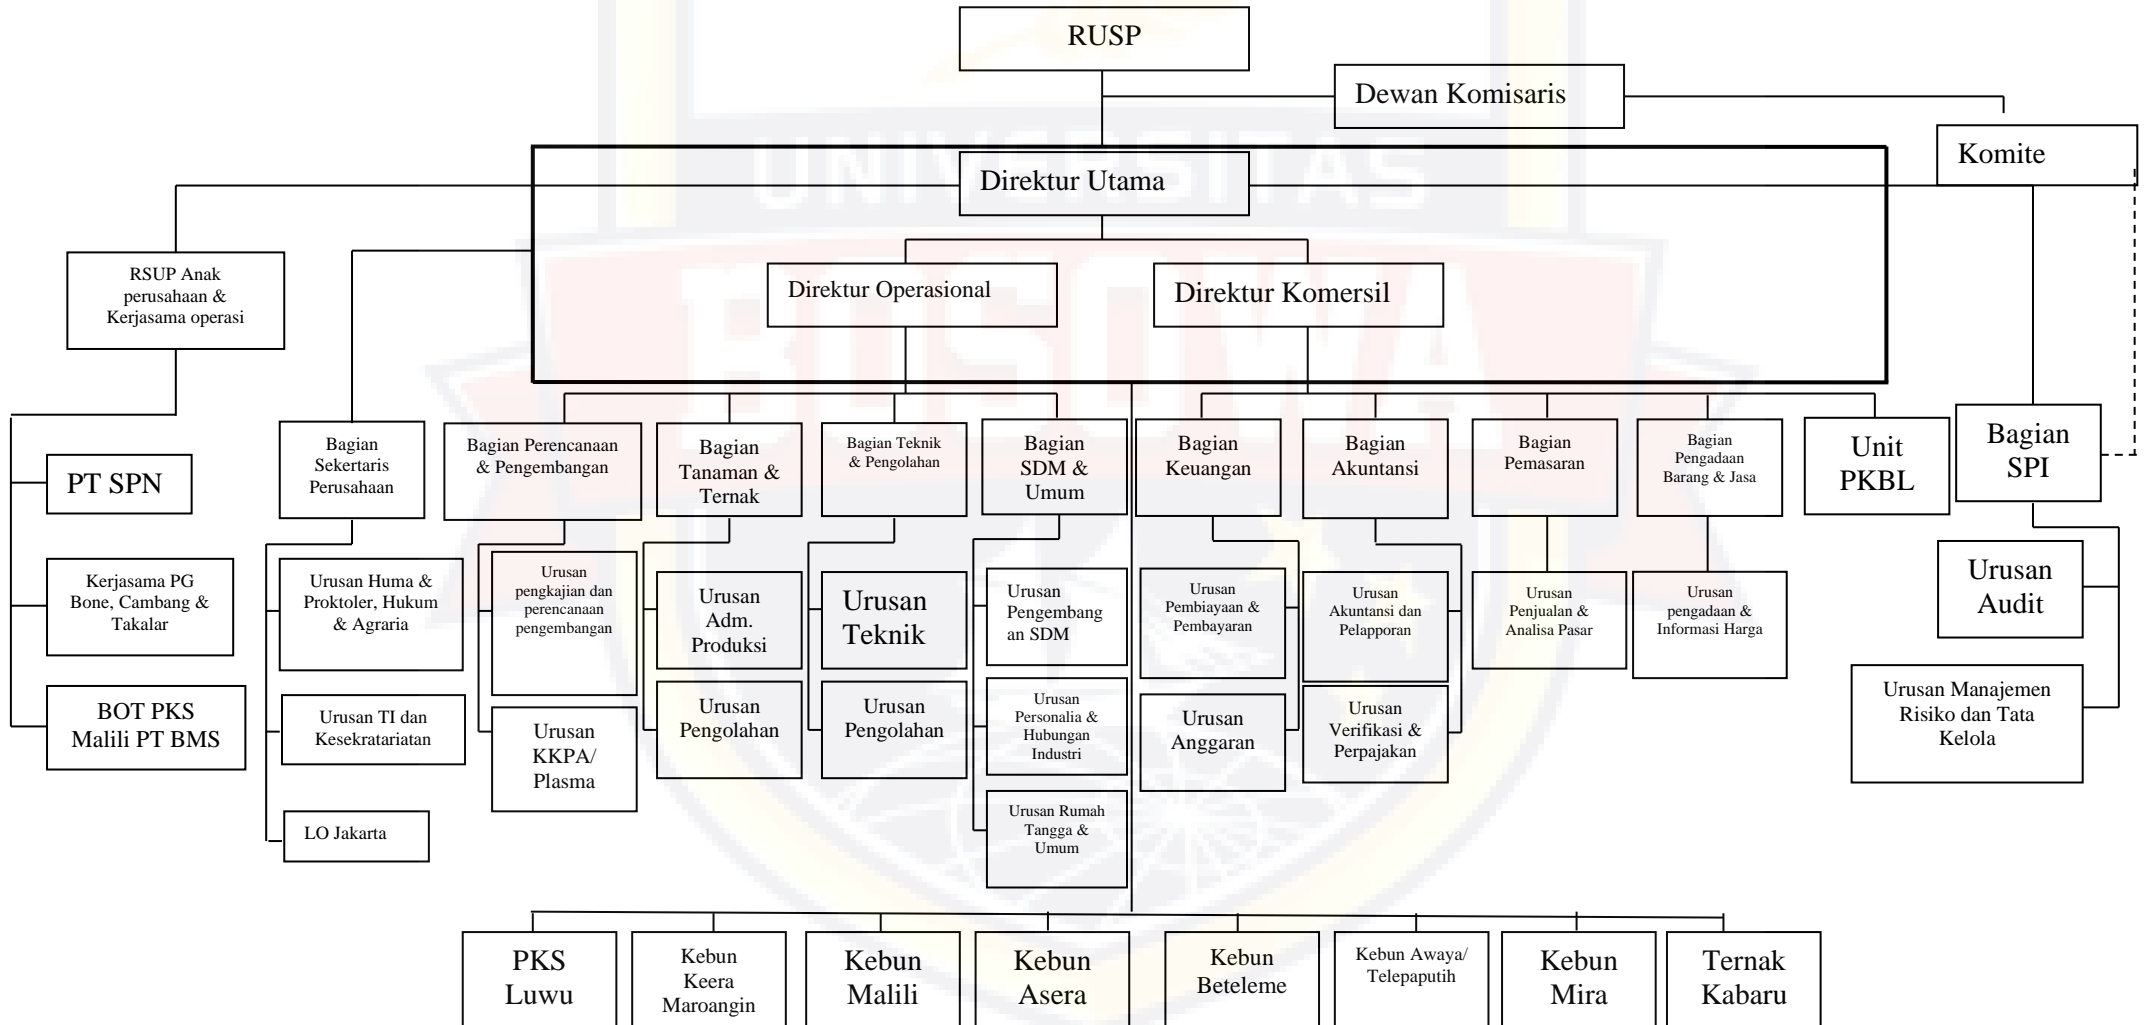 RUSP
Dewan Komisaris
Komite
UNIVERSITAS
Direktur Utama
BOSOWA
RSUP Anak
perusahaan &
Kerjasama operasi
Direktur Operasional
Direktur Komersil
PT SPN
Kerjasama PG
Bone, Cambang &
Takalar
BOT PKS
Malili PT BMS
Bagian
Sekertaris
Perusahaan
Bagian Perencanaan
& Pengembangan
Bagian
Tanaman &
Ternak
Bagian Teknik
& Pengolahan
Bagian
SDM &
Umum
Bagian
Keuangan
Bagian
Akuntansi
Bagian
Pemasaran
Bagian
Pengadaan
Barang & Jasa
Unit
PKBL
Bagian
SPI
Urusan Huma &
Proktoler, Hukum
& Agraria
Urusan TI dan
Kesekratariatan
LO Jakarta
Urusan
pengkajian dan
perencanaan
pengembangan
Urusan
KKPA/
Plasma
Urusan
Adm.
Produksi
Urusan
Pengolahan
Urusan
Teknik
Urusan
Pengolahan
Urusan
Pengembang
an SDM
Urusan
Personalia &
Hubungan
Industri
Urusan Rumah
Tangga &
Umum
Urusan
Pembiayaan &
Pembayaran
Urusan
Anggaran
Urusan
Akuntansi dan
Pelapporan
Urusan
Verifikasi &
Perpajakan
Urusan
Penjualan &
Analisa Pasar
Urusan
pengadaan &
Informasi Harga
Urusan
Audit
Urusan Manajemen
Risiko dan Tata
Kelola
PKS
Luwu
Kebun
Keera
Maroangin
Kebun
Malili
Kebun
Asera
Kebun
Beteleme
Kebun Awaya/
Telepaputih
Kebun
Mira
Ternak
Kabaru